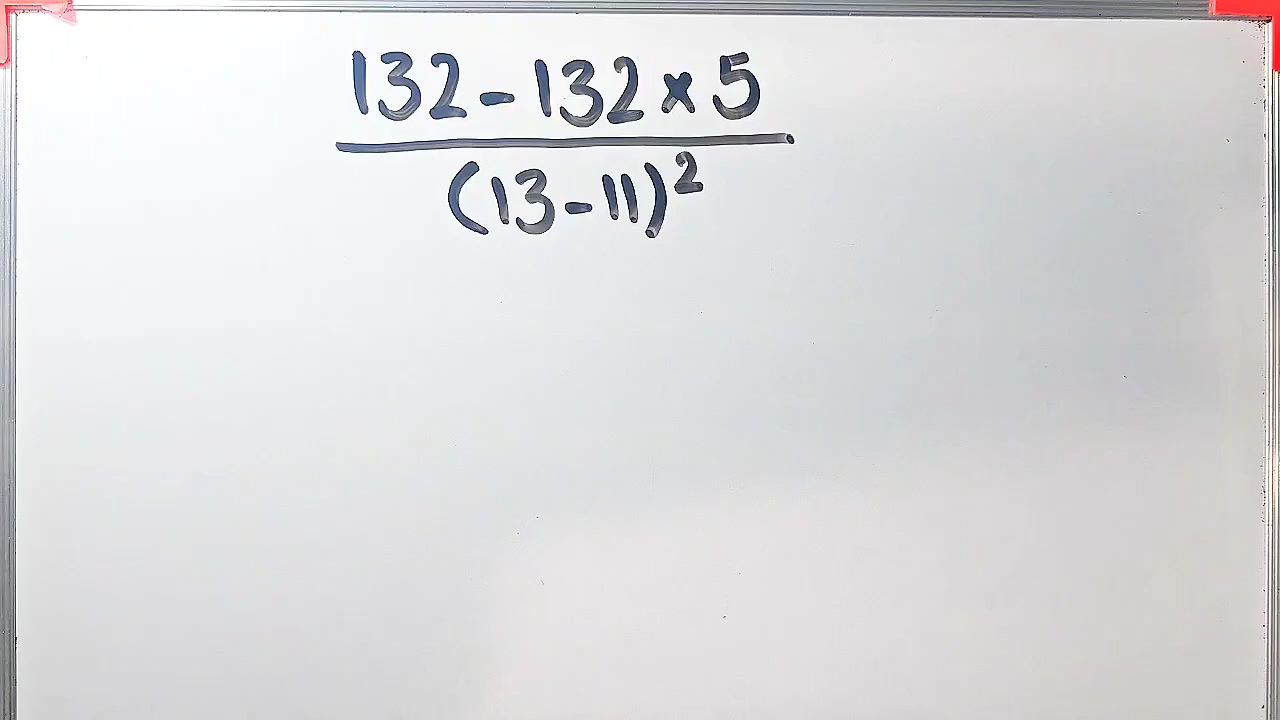 132 - 132 × 5
(13 - 11)²